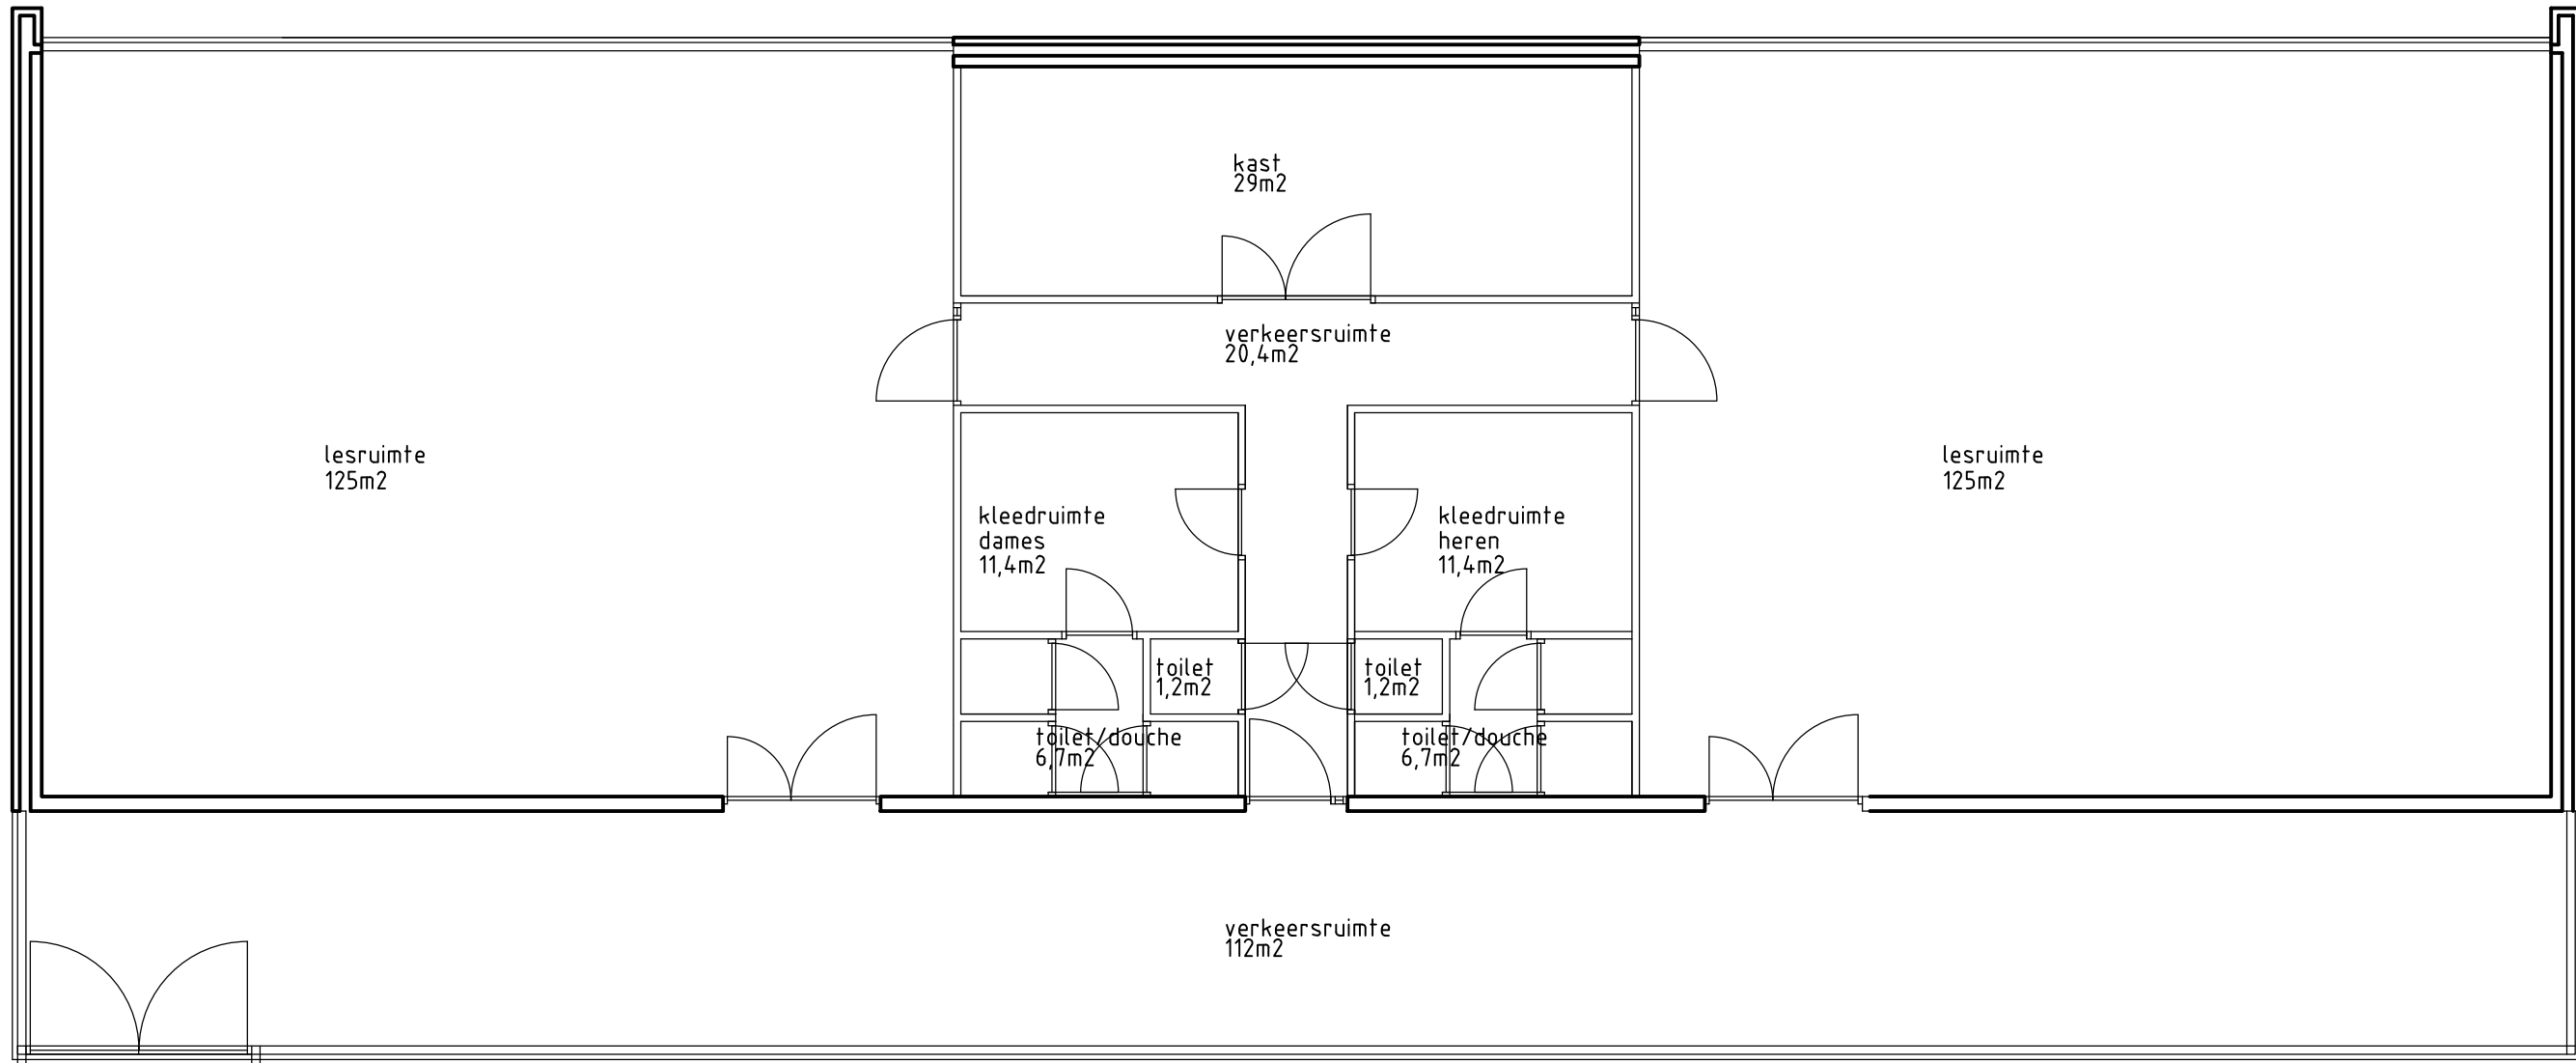 kast
29m2
verkeersruimte
20,4m2
lesruimte
125m2
lesruimte
125m2
kleedruimte
dames
11,4m2
kleedruimte
heren
11,4m2
toilet
1,2m2
toilet
1,2m2
toilet/douche
6,7m2
toilet/douche
6,7m2
verkeersruimte
112m2